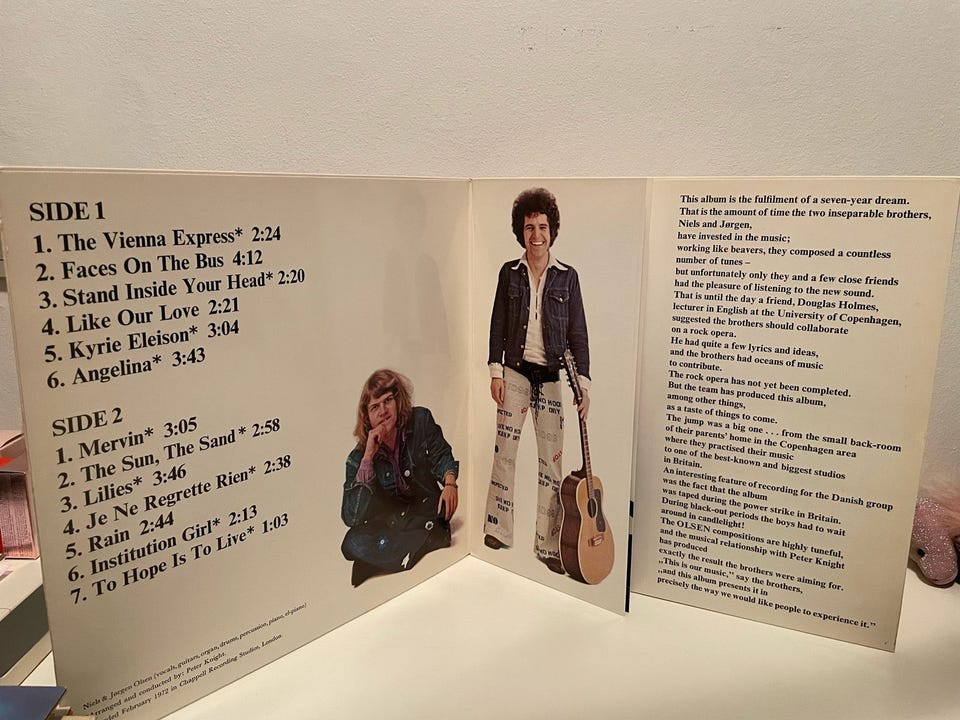 SIDE 1
1. The Vienna Express* 2:24
2. Faces On The Bus 4:12
3. Stand Inside Your Head* 2:20
4. Like Our Love 2:21
5. Kyrie Eleison* 3:04
6. Angelina* 3:43
SIDE 2
1. Mervin* 3:05
2. The Sun, The Sand* 2:58
3. Lilies* 3:46
4. Je Ne Regrette Rien* 2:38
5. Rain 2:44
6. Institution Girl* 2:13
7. To Hope Is To Live* 1:03
Niels & Jørgen Olsen (vocals, guitars, organ, drums, percussion, piano, el-piano)
Arranged and conducted by: Peter Knight.
February 1972 in Chappell Recording Studios, London.
This album is the fulfilment of a seven-year dream.
That is the amount of time the two inseparable brothers,
Niels and Jørgen,
have invested in the music;
working like beavers, they composed a countless
number of tunes –
but unfortunately only they and a few close friends
had the pleasure of listening to the new sound.
That is until the day a friend, Douglas Holmes,
lecturer in English at the University of Copenhagen,
suggested the brothers should collaborate
on a rock opera.
He had quite a few lyrics and ideas,
and the brothers had oceans of music
to contribute.
The rock opera has not yet been completed.
But the team has produced this album,
among other things,
as a taste of things to come.
The jump was a big one . . . from the small back-room
of their parents' home in the Copenhagen area
where they practised their music
to one of the best-known and biggest studios
in Britain.
An interesting feature of recording for the Danish group
was the fact that the album
was taped during the power strike in Britain.
During black-out periods the boys had to wait
around in candlelight!
The OLSEN compositions are highly tuneful,
and the musical relationship with Peter Knight
has produced
exactly the result the brothers were aiming for.
„This is our music,” say the brothers,
„and this album presents it in
precisely the way we would like people to experience it.”